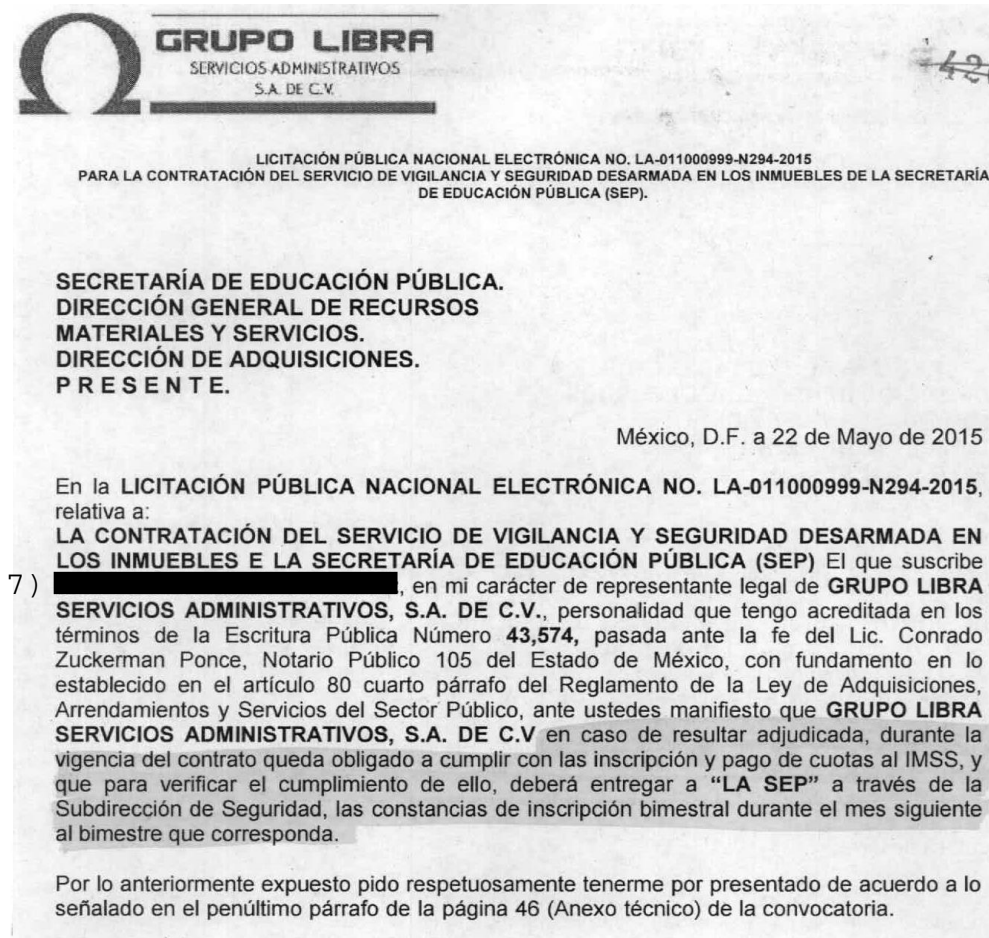 GRUPO LIBRA
SERVICIOS ADMINISTRATIVOS
S.A. DE C.V.
LICITACIÓN PÚBLICA NACIONAL ELECTRÓNICA NO. LA-011000999-N294-2015
PARA LA CONTRATACIÓN DEL SERVICIO DE VIGILANCIA Y SEGURIDAD DESARMADA EN LOS INMUEBLES DE LA SECRETARÍA
DE EDUCACIÓN PÚBLICA (SEP).
SECRETARÍA DE EDUCACIÓN PÚBLICA.
DIRECCIÓN GENERAL DE RECURSOS
MATERIALES Y SERVICIOS.
DIRECCIÓN DE ADQUISICIONES.
P R E S E N T E.
México, D.F. a 22 de Mayo de 2015
En la LICITACIÓN PÚBLICA NACIONAL ELECTRÓNICA NO. LA-011000999-N294-2015,
relativa a:
LA CONTRATACIÓN DEL SERVICIO DE VIGILANCIA Y SEGURIDAD DESARMADA EN
LOS INMUEBLES E LA SECRETARÍA DE EDUCACIÓN PÚBLICA (SEP) El que suscribe
7) , en mi carácter de representante legal de GRUPO LIBRA
SERVICIOS ADMINISTRATIVOS, S.A. DE C.V., personalidad que tengo acreditada en los
términos de la Escritura Pública Número 43,574, pasada ante la fe del Lic. Conrado
Zuckerman Ponce, Notario Público 105 del Estado de México, con fundamento en lo
establecido en el artículo 80 cuarto párrafo del Reglamento de la Ley de Adquisiciones,
Arrendamientos y Servicios del Sector Público, ante ustedes manifiesto que GRUPO LIBRA
SERVICIOS ADMINISTRATIVOS, S.A. DE C.V en caso de resultar adjudicada, durante la
vigencia del contrato queda obligado a cumplir con las inscripción y pago de cuotas al IMSS, y
que para verificar el cumplimiento de ello, deberá entregar a “LA SEP” a través de la
Subdirección de Seguridad, las constancias de inscripción bimestral durante el mes siguiente
al bimestre que corresponda.
Por lo anteriormente expuesto pido respetuosamente tenerme por presentado de acuerdo a lo
señalado en el penúltimo párrafo de la página 46 (Anexo técnico) de la convocatoria.